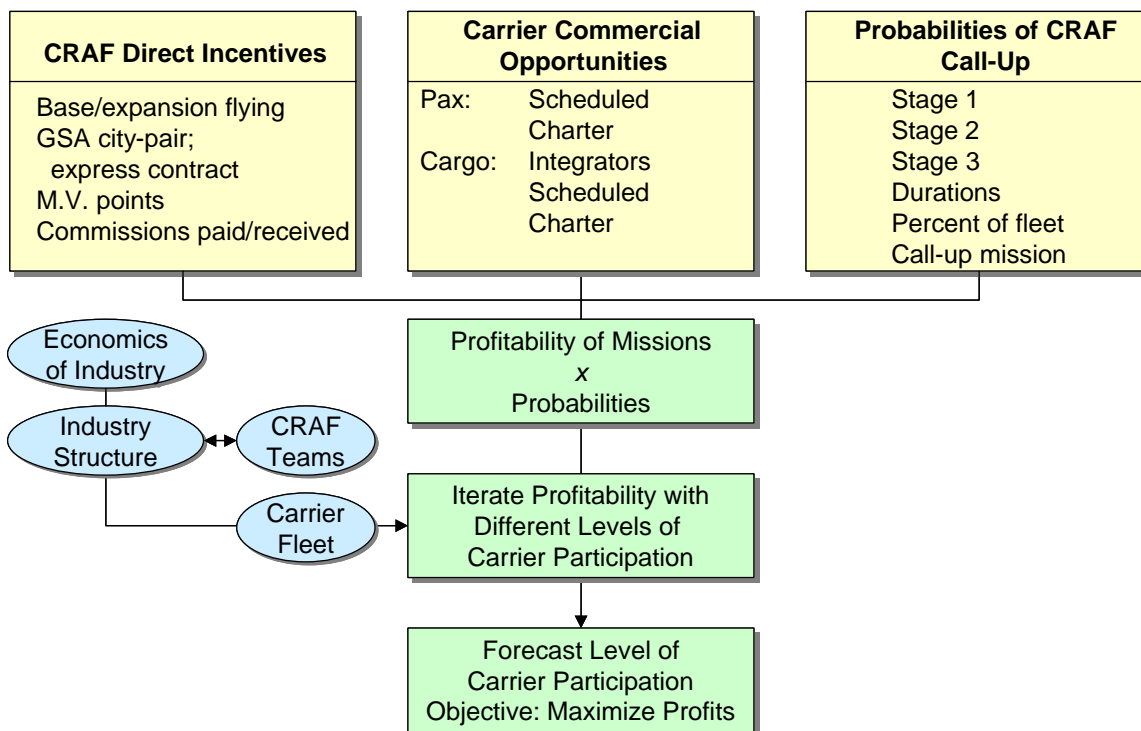 CRAF Direct Incentives
Base/expansion flying
GSA city-pair;
express contract
M.V. points
Commissions paid/received
Carrier Commercial
Opportunities
Pax: Scheduled
Charter
Cargo: Integrators
Scheduled
Charter
Probabilities of CRAF
Call-Up
Stage 1
Stage 2
Stage 3
Durations
Percent of fleet
Call-up mission
Economics
of Industry
Industry
Structure
CRAF
Teams
Carrier
Fleet
Profitability of Missions
x
Probabilities
Iterate Profitability with
Different Levels of
Carrier Participation
Forecast Level of
Carrier Participation
Objective: Maximize Profits